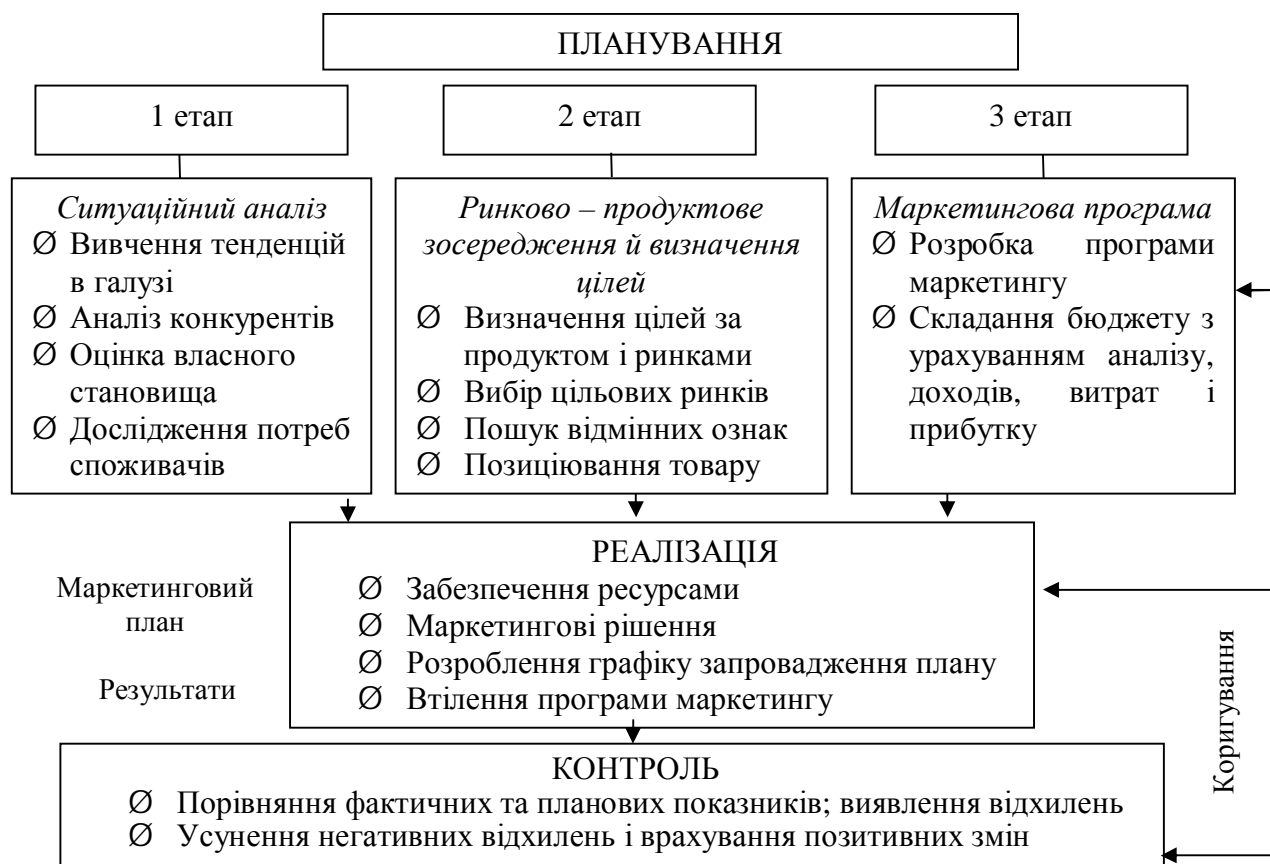 ПЛАНУВАННЯ
1 етап
2 етап
3 етап
Ситуаційний аналіз
Ø Вивчення тенденцій
в галузі
Ø Аналіз конкурентів
Ø Оцінка власного
становища
Ø Дослідження потреб
споживачів
Ринково – продуктове
зосередження й визначення
цілей
Ø Визначення цілей за
продуктом і ринками
Ø Вибір цільових ринків
Ø Пошук відмінних ознак
Ø Позиціювання товару
Маркетингова програма
Ø Розробка програми
маркетингу
Ø Складання бюджету з
урахуванням аналізу,
доходів, витрат і
прибутку
Маркетинговий
план
Результати
РЕАЛІЗАЦІЯ
Ø Забезпечення ресурсами
Ø Маркетингові рішення
Ø Розроблення графіку запровадження плану
Ø Втілення програми маркетингу
Коригування
КОНТРОЛЬ
Ø Порівняння фактичних та планових показників; виявлення відхилень
Ø Усунення негативних відхилень і врахування позитивних змін